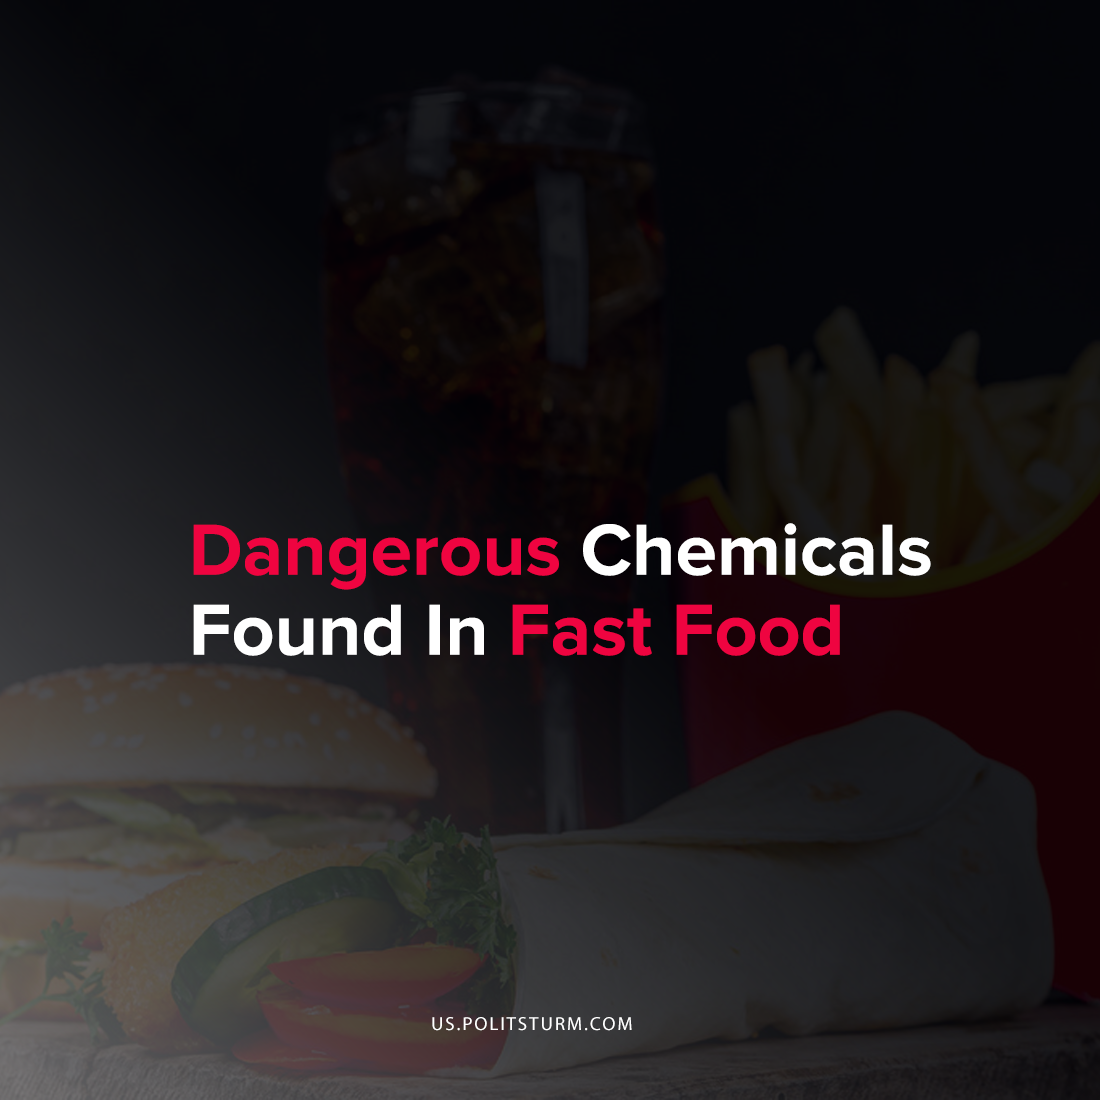 Dangerous Chemicals
Found In Fast Food
US.POLITSTURM.COM